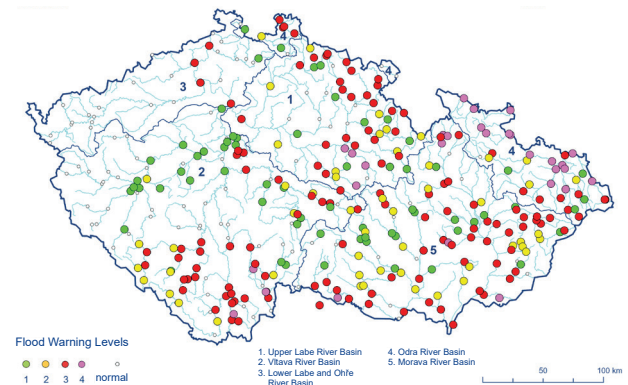 4
4
3
1
4
2
5
Flood Warning Levels
1 2 3 4 normal
1. Upper Labe River Basin
2. Vltava River Basin
3. Lower Labe and Ohře
River Basin
4. Odra River Basin
5. Morava River Basin
50 100 km